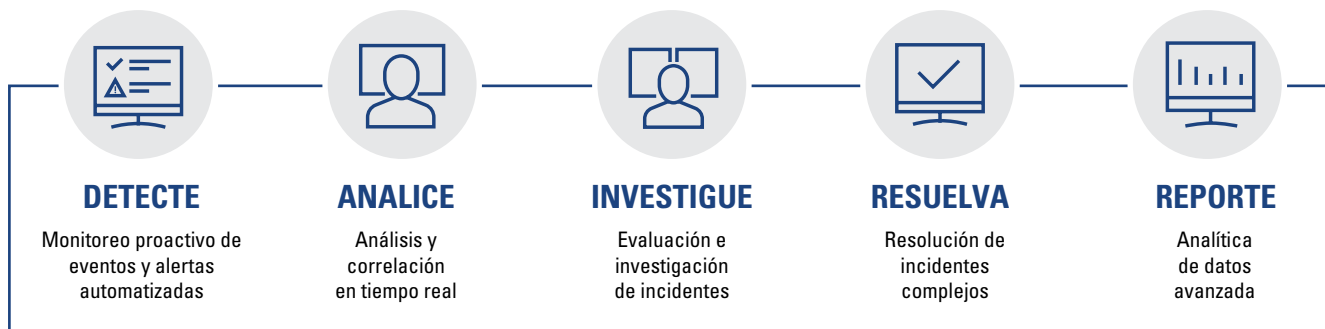 DETECTE
Monitoreo proactivo de
eventos y alertas
automatizadas
ANALICE
Análisis y
correlación
en tiempo real
INVESTIGUE
Evaluación e
investigación
de incidentes
RESUELVA
Resolución de
incidentes
complejos
REPORTE
Analítica
de datos
avanzada